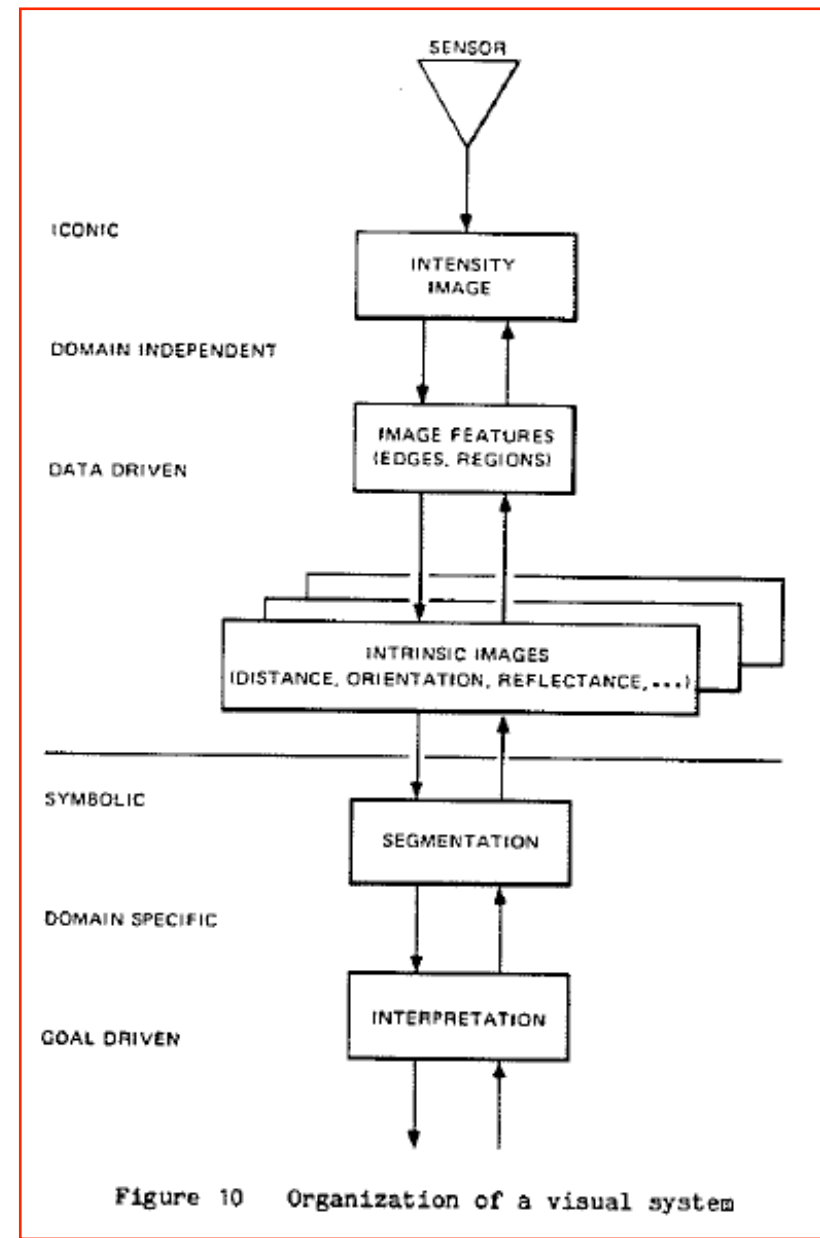 SENSOR
ICONIC
INTENSITY
IMAGE
DOMAIN INDEPENDENT
IMAGE FEATURES
(EDGES, REGIONS)
DATA DRIVEN
INTRINSIC IMAGES
(DISTANCE, ORIENTATION, REFLECTANCE, ...)
SYMBOLIC
SEGMENTATION
DOMAIN SPECIFIC
INTERPRETATION
GOAL DRIVEN
Figure 10 Organization of a visual system